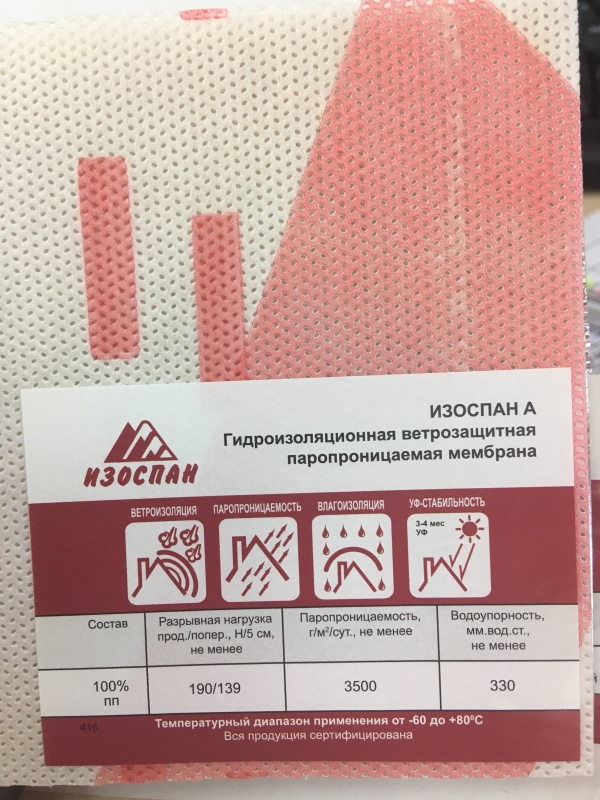 ИЗОСПАН А
Гидроизоляционная ветрозащитная
паропроницаемая мембрана
ИЗОСПАН
ВЕТРОИЗОЛЯЦИЯ
ПАРОПРОНИЦАЕМОСТЬ
ВЛАГОИЗОЛЯЦИЯ
УФ-СТАБИЛЬНОСТЬ
3-4 мес
УФ
Состав
Разрывная нагрузка
прод./попер., Н/5 см,
не менее
Паропроницаемость,
г/м²/сут., не менее
Водоупорность,
мм.вод.ст.,
не менее
100%
пп
190/139
3500
330
416
Температурный диапазон применения от -60 до +80⁰С
Вся продукция сертифицирована